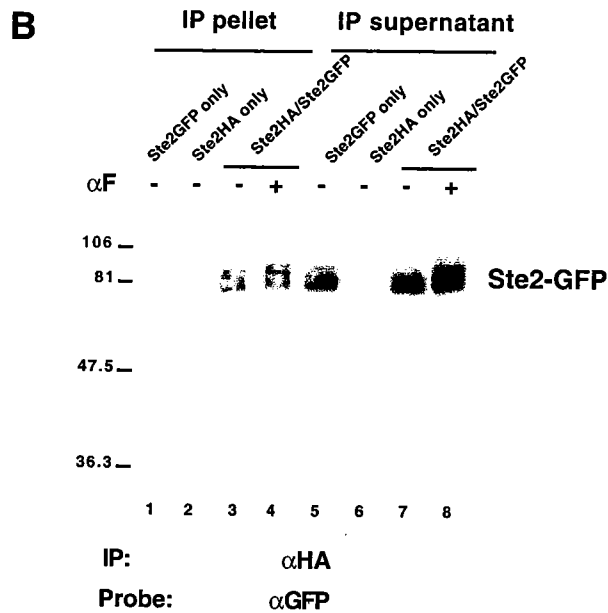 B
IP pellet IP supernatant
Ste2GFP only Ste2HA only Ste2HA/Ste2GFP Ste2GFP only Ste2HA only Ste2HA/Ste2GFP
αF - - - + - - - +
106
81 Ste2-GFP
47.5
36.3
1 2 3 4 5 6 7 8
IP: αHA
Probe: αGFP